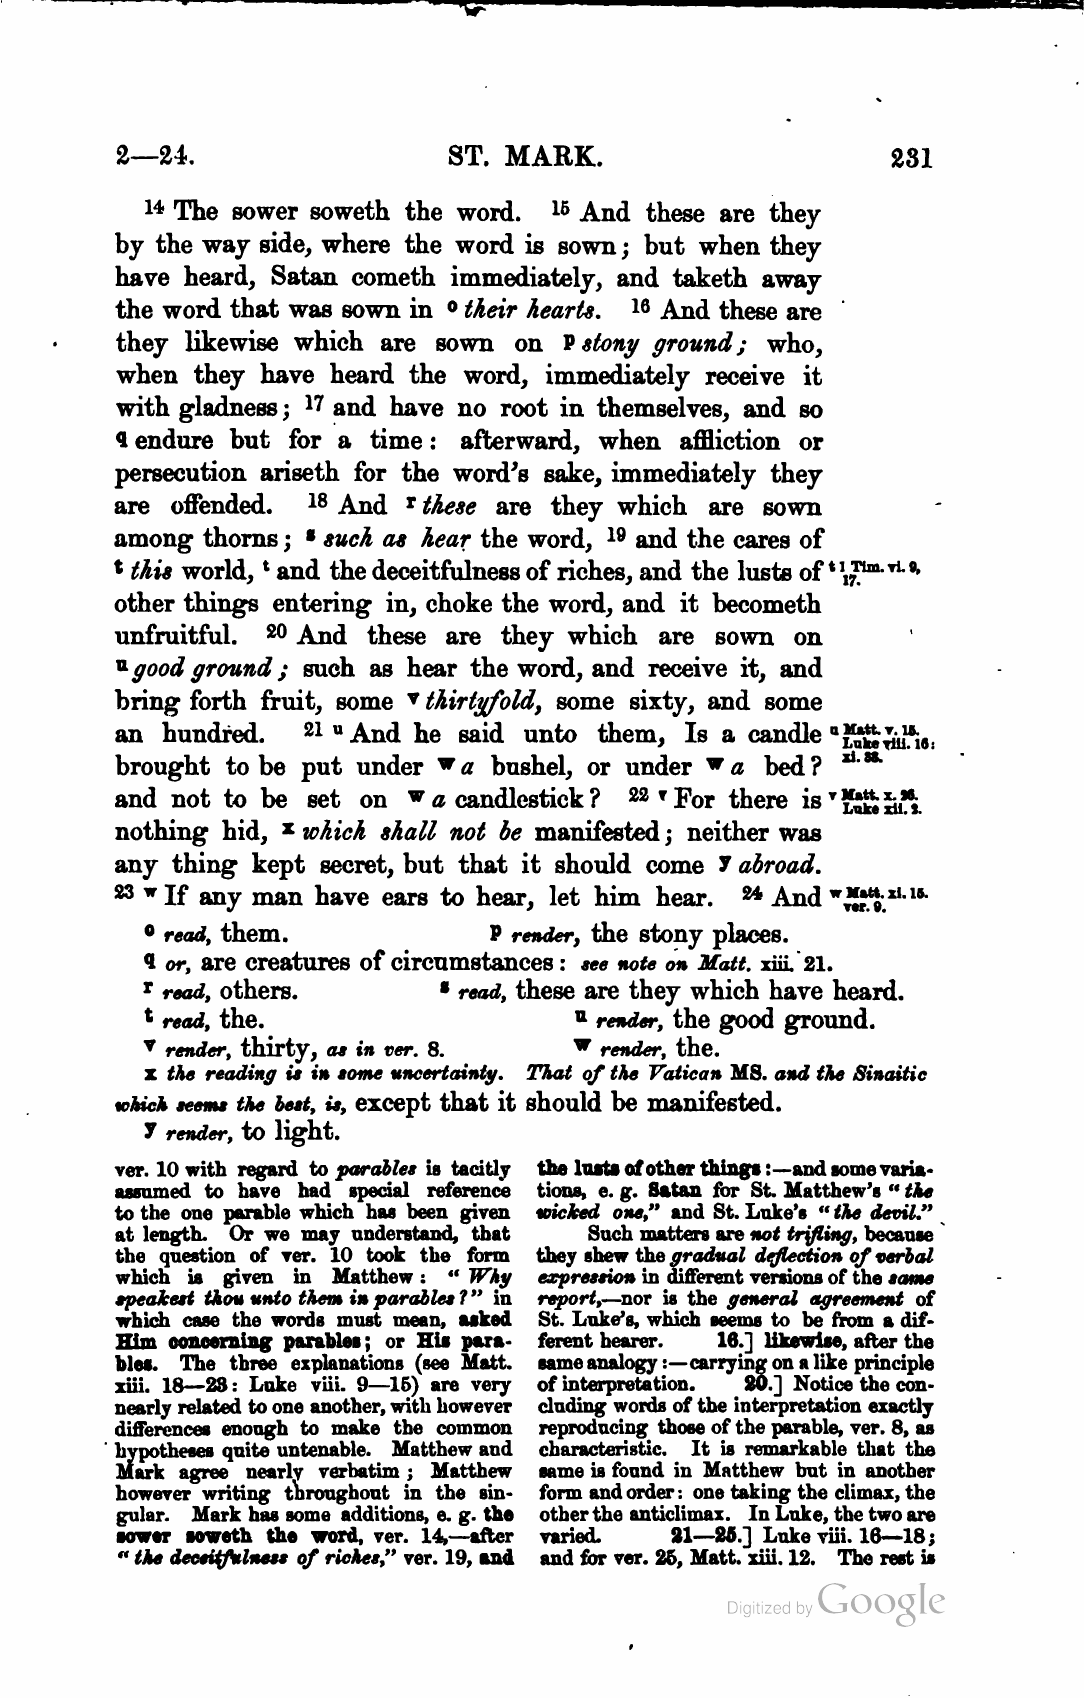 2—24. ST. MARK. 231
14 The sower soweth the word. 15 And these are they
by the way side, where the word is sown; but when they
have heard, Satan cometh immediately, and taketh away
the word that was sown in o their hearts. 16 And these are
they likewise which are sown on p stony ground; who,
when they have heard the word, immediately receive it
with gladness; 17 and have no root in themselves, and so
q endure but for a time: afterward, when affliction or
persecution ariseth for the word's sake, immediately they
are offended. 18 And r these are they which are sown
among thorns; s such as hear the word, 19 and the cares of
t this world, t and the deceitfulness of riches, and the lusts of t 1 Tim. vi. 9,
17.
other things entering in, choke the word, and it becometh
unfruitful. 20 And these are they which are sown on
u good ground; such as hear the word, and receive it, and
bring forth fruit, some v thirtyfold, some sixty, and some
an hundred. 21 u And he said unto them, Is a candle u Matt. v. 15.
Luke viii. 16:
brought to be put under w a bushel, or under w a bed? xi. 33.
and not to be set on w a candlestick? 22 v For there is v Matt. x. 26.
Luke xii. 2.
nothing hid, x which shall not be manifested; neither was
any thing kept secret, but that it should come y abroad.
23 w If any man have ears to hear, let him hear. 24 And w Matt. xi. 15.
ver. 9.
o read, them. p render, the stony places.
q or, are creatures of circumstances: see note on Matt. xiii. 21.
r read, others. s read, these are they which have heard.
t read, the. u render, the good ground.
v render, thirty, as in ver. 8. w render, the.
x the reading is in some uncertainty. That of the Vatican MS. and the Sinaitic
which seems the best, is, except that it should be manifested.
y render, to light.
ver. 10 with regard to parables is tacitly
assumed to have had special reference
to the one parable which has been given
at length. Or we may understand, that
the question of ver. 10 took the form
which is given in Matthew: "Why
speakest thou unto them in parables?" in
which case the words must mean, asked
Him concerning parables; or His para-
bles. The three explanations (see Matt.
xiii. 18—23: Luke viii. 9—15) are very
nearly related to one another, with however
differences enough to make the common
hypotheses quite untenable. Matthew and
Mark agree nearly verbatim; Matthew
however writing throughout in the sin-
gular. Mark has some additions, e. g. the
sower soweth the word, ver. 14,—after
"the deceitfulness of riches," ver. 19, and
the lusts of other things:—and some varia-
tions, e. g. Satan for St. Matthew's "the
wicked one," and St. Luke's "the devil."
Such matters are not trifling, because
they shew the gradual deflection of verbal
expression in different versions of the same
report,—nor is the general agreement of
St. Luke's, which seems to be from a dif-
ferent hearer. 16.] likewise, after the
same analogy:—carrying on a like principle
of interpretation. 20.] Notice the con-
cluding words of the interpretation exactly
reproducing those of the parable, ver. 8, as
characteristic. It is remarkable that the
same is found in Matthew but in another
form and order: one taking the climax, the
other the anticlimax. In Luke, the two are
varied. 21—25.] Luke viii. 16—18;
and for ver. 25, Matt. xiii. 12. The rest is
Digitized by Google